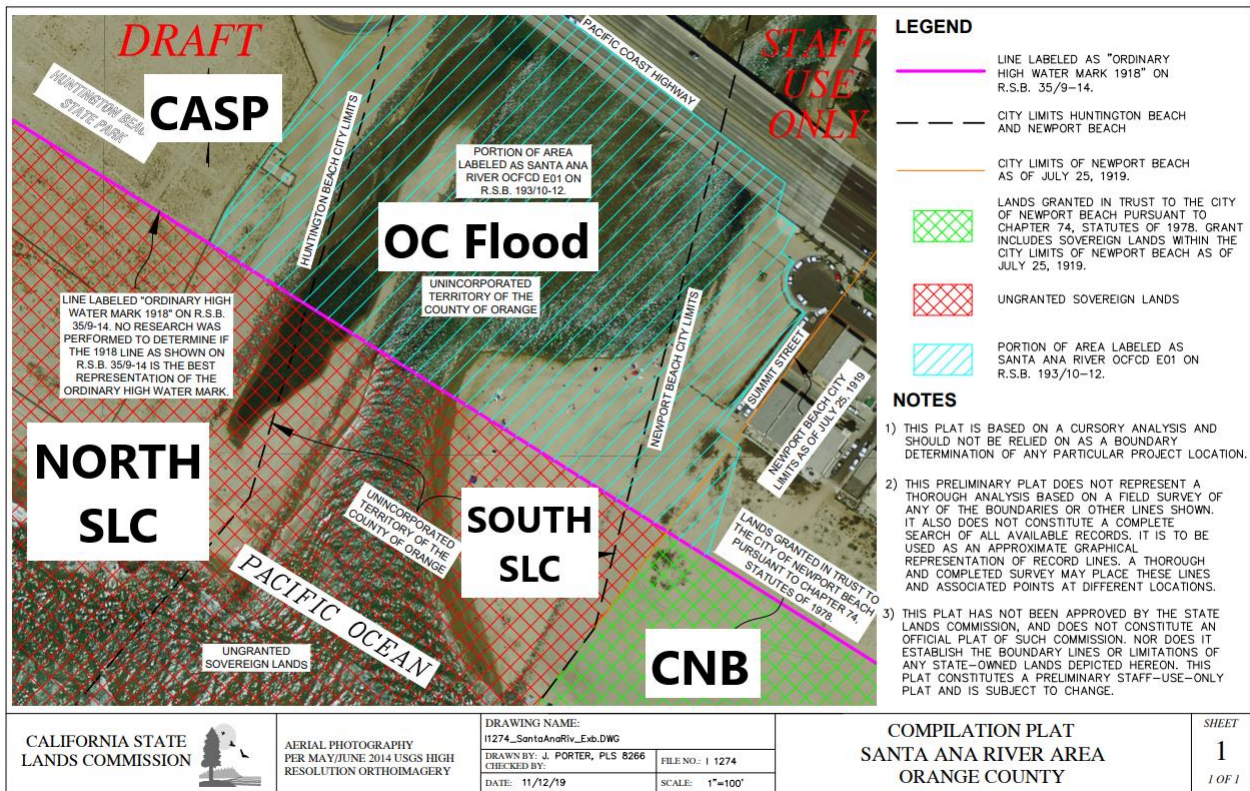 DRAFT
STAFF
USE
ONLY
HUNTINGTON BEACH
STATE PARK
CASP
PACIFIC COAST HIGHWAY
HUNTINGTON BEACH CITY LIMITS
PORTION OF AREA
LABELED AS SANTA ANA
RIVER OCFCD E01 ON
R.S.B. 193/10-12.
OC Flood
UNINCORPORATED
TERRITORY OF THE
COUNTY OF ORANGE
LINE LABELED "ORDINARY HIGH
WATER MARK 1918" ON R.S.B.
35/9-14. NO RESEARCH WAS
PERFORMED TO DETERMINE IF
THE 1918 LINE AS SHOWN ON
R.S.B. 35/9-14 IS THE BEST
REPRESENTATION OF THE
ORDINARY HIGH WATER MARK.
NEWPORT BEACH CITY LIMITS
SUMMIT STREET
NEWPORT BEACH CITY
LIMITS AS OF JULY 25, 1919
NORTH
SLC
UNINCORPORATED
TERRITORY OF THE
COUNTY OF ORANGE
SOUTH
SLC
LANDS GRANTED IN TRUST TO
THE CITY OF NEWPORT BEACH
PURSUANT TO CHAPTER 74,
STATUTES OF 1978.
PACIFIC OCEAN
UNGRANTED
SOVEREIGN LANDS
CNB
LEGEND
LINE LABELED AS "ORDINARY
HIGH WATER MARK 1918" ON
R.S.B. 35/9-14.
CITY LIMITS HUNTINGTON BEACH
AND NEWPORT BEACH
CITY LIMITS OF NEWPORT BEACH
AS OF JULY 25, 1919.
LANDS GRANTED IN TRUST TO THE CITY
OF NEWPORT BEACH PURSUANT TO
CHAPTER 74, STATUTES OF 1978. GRANT
INCLUDES SOVEREIGN LANDS WITHIN THE
CITY LIMITS OF NEWPORT BEACH AS OF
JULY 25, 1919.
UNGRANTED SOVEREIGN LANDS
PORTION OF AREA LABELED AS
SANTA ANA RIVER OCFCD E01 ON
R.S.B. 193/10-12.
NOTES
1) THIS PLAT IS BASED ON A CURSORY ANALYSIS AND
SHOULD NOT BE RELIED ON AS A BOUNDARY
DETERMINATION OF ANY PARTICULAR PROJECT LOCATION.
2) THIS PRELIMINARY PLAT DOES NOT REPRESENT A
THOROUGH ANALYSIS BASED ON A FIELD SURVEY OF
ANY OF THE BOUNDARIES OR OTHER LINES SHOWN.
IT ALSO DOES NOT CONSTITUTE A COMPLETE
SEARCH OF ALL AVAILABLE RECORDS. IT IS TO BE
USED AS AN APPROXIMATE GRAPHICAL
REPRESENTATION OF RECORD LINES. A THOROUGH
AND COMPLETED SURVEY MAY PLACE THESE LINES
AND ASSOCIATED POINTS AT DIFFERENT LOCATIONS.
3) THIS PLAT HAS NOT BEEN APPROVED BY THE STATE
LANDS COMMISSION, AND DOES NOT CONSTITUTE AN
OFFICIAL PLAT OF SUCH COMMISSION. NOR DOES IT
ESTABLISH THE BOUNDARY LINES OR LIMITATIONS OF
ANY STATE-OWNED LANDS DEPICTED HEREON. THIS
PLAT CONSTITUTES A PRELIMINARY STAFF-USE-ONLY
PLAT AND IS SUBJECT TO CHANGE.
CALIFORNIA STATE
LANDS COMMISSION
AERIAL PHOTOGRAPHY
PER MAY/JUNE 2014 USGS HIGH
RESOLUTION ORTHOIMAGERY
DRAWING NAME:
I1274_SantaAnaRiv_Exb.DWG
DRAWN BY: J. PORTER, PLS 8266
CHECKED BY:
FILE NO.: I 1274
DATE: 11/12/19
SCALE: 1"=100'
COMPILATION PLAT
SANTA ANA RIVER AREA
ORANGE COUNTY
SHEET
1
1 OF 1